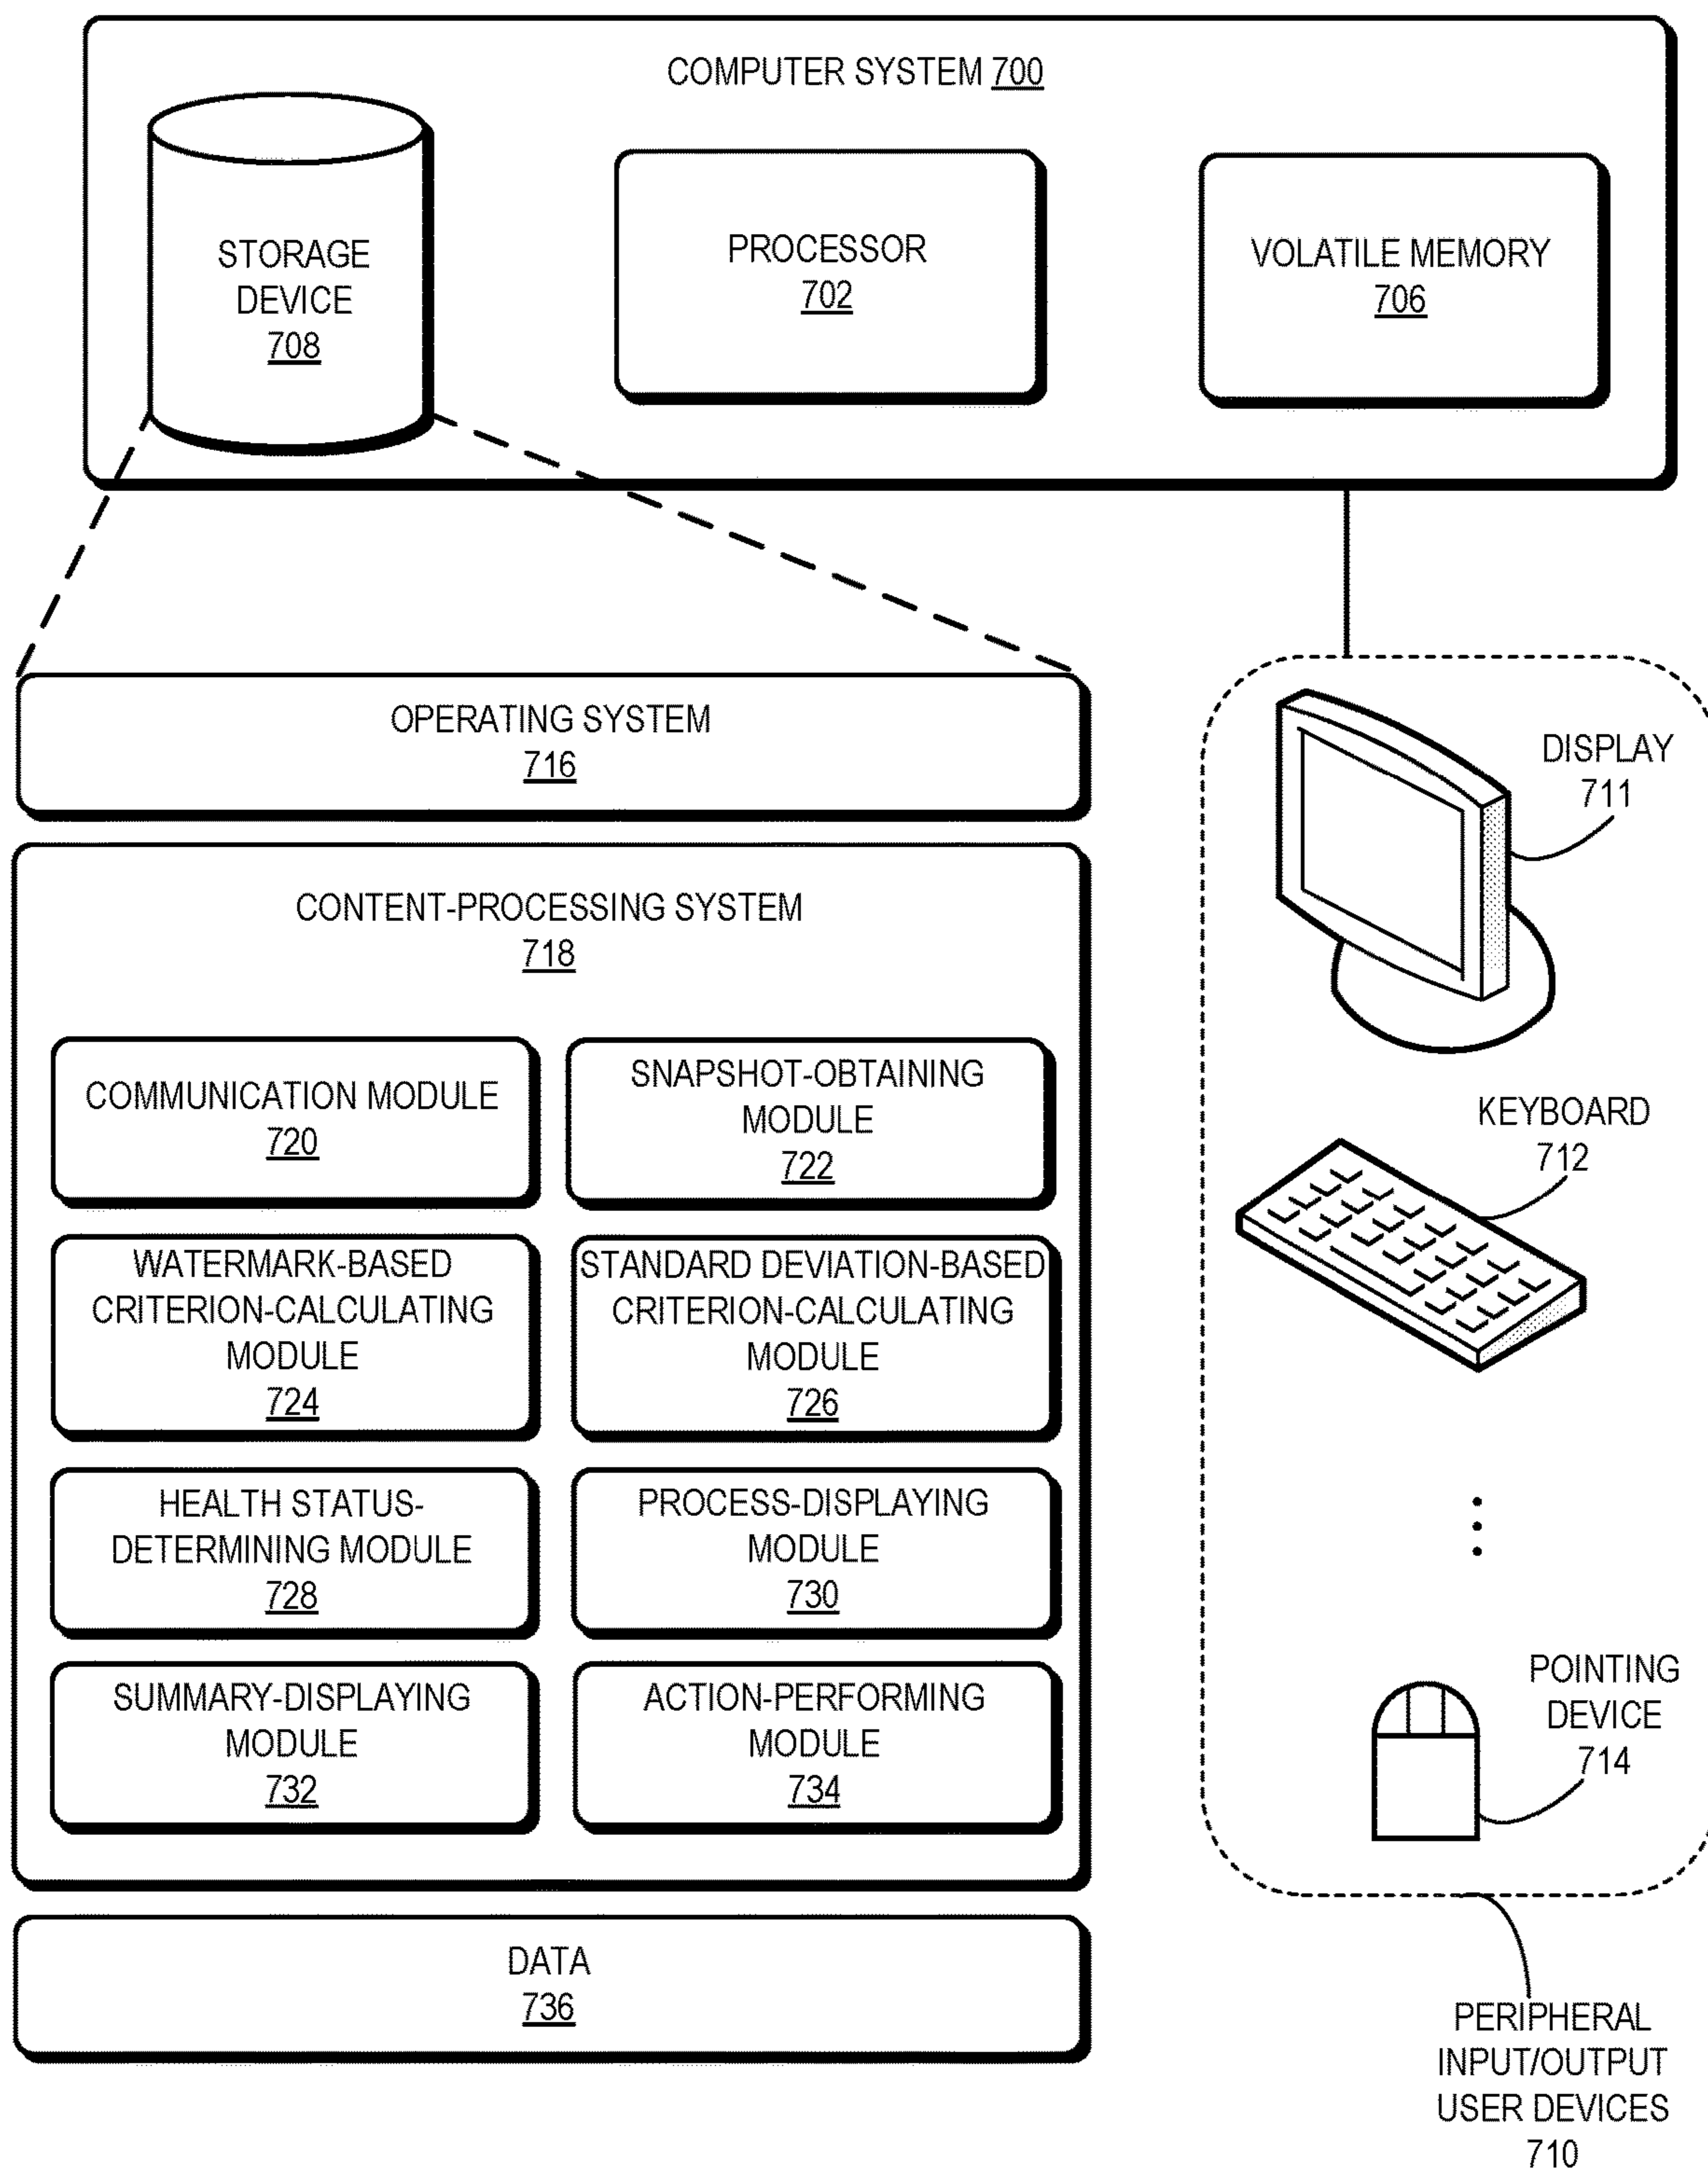 COMPUTER SYSTEM 700
STORAGE
DEVICE
708
PROCESSOR
702
VOLATILE MEMORY
706
OPERATING SYSTEM
716
CONTENT-PROCESSING SYSTEM
718
COMMUNICATION MODULE
720
SNAPSHOT-OBTAINING
MODULE
722
WATERMARK-BASED
CRITERION-CALCULATING
MODULE
724
STANDARD DEVIATION-BASED
CRITERION-CALCULATING
MODULE
726
HEALTH STATUS-
DETERMINING MODULE
728
PROCESS-DISPLAYING
MODULE
730
SUMMARY-DISPLAYING
MODULE
732
ACTION-PERFORMING
MODULE
734
DATA
736
DISPLAY
711
KEYBOARD
712
POINTING
DEVICE
714
PERIPHERAL
INPUT/OUTPUT
USER DEVICES
710